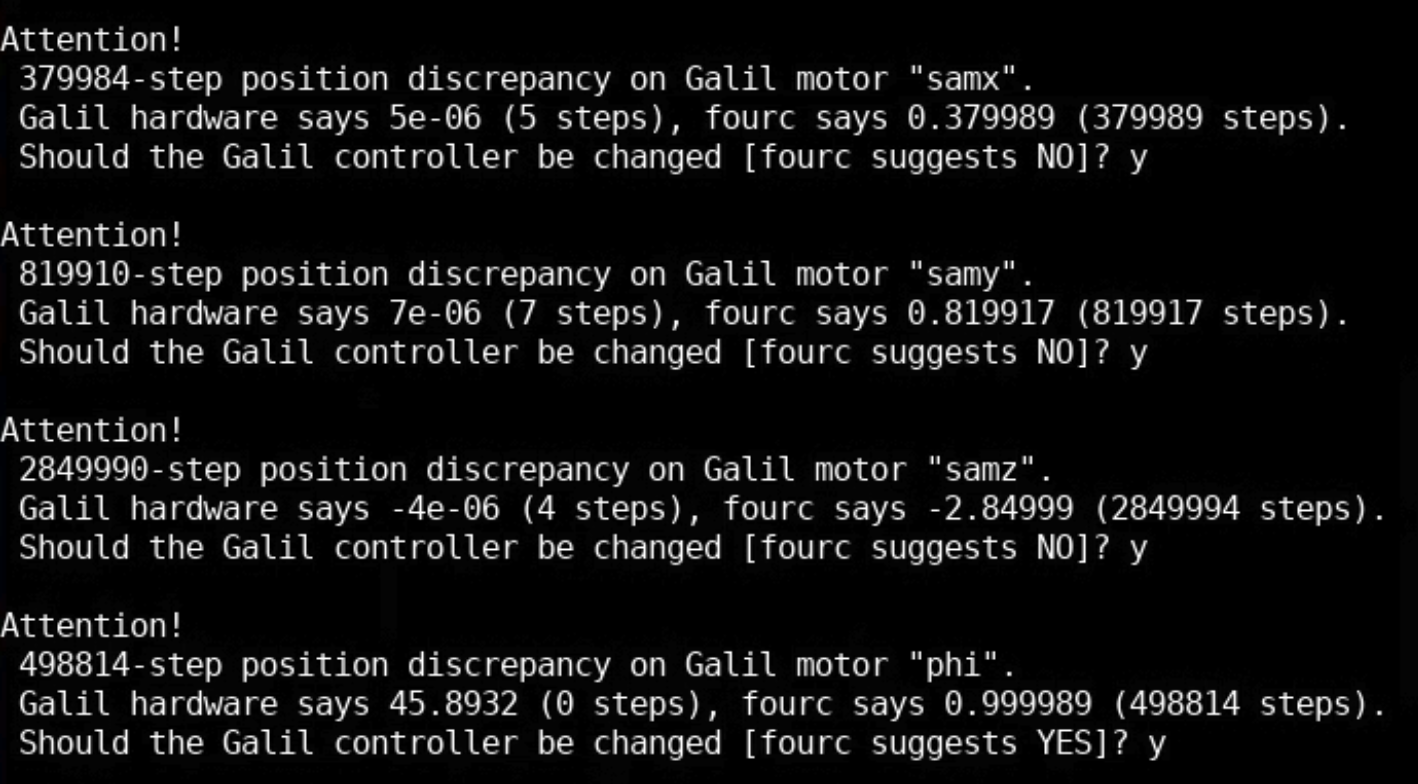 Attention!
379984-step position discrepancy on Galil motor "samx".
Galil hardware says 5e-06 (5 steps), fourc says 0.379989 (379989 steps).
Should the Galil controller be changed [fourc suggests NO]? y
Attention!
819910-step position discrepancy on Galil motor "samy".
Galil hardware says 7e-06 (7 steps), fourc says 0.819917 (819917 steps).
Should the Galil controller be changed [fourc suggests NO]? y
Attention!
2849990-step position discrepancy on Galil motor "samz".
Galil hardware says -4e-06 (4 steps), fourc says -2.84999 (2849994 steps).
Should the Galil controller be changed [fourc suggests NO]? y
Attention!
498814-step position discrepancy on Galil motor "phi".
Galil hardware says 45.8932 (0 steps), fourc says 0.999989 (498814 steps).
Should the Galil controller be changed [fourc suggests YES]? y